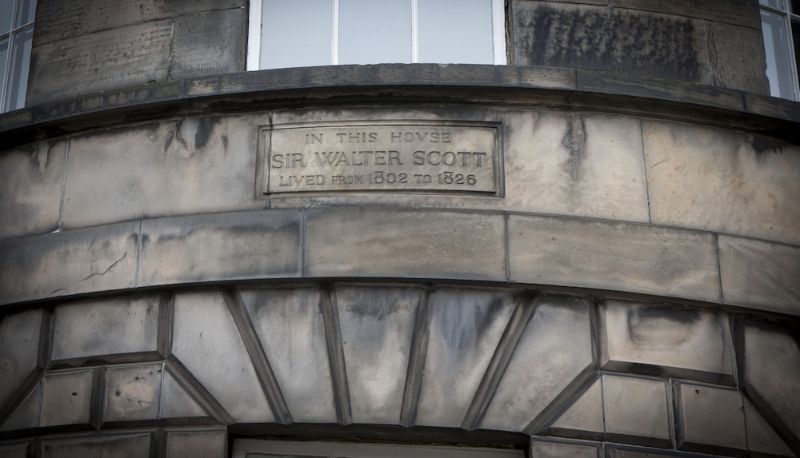 IN THIS HOVSE
SIR WALTER SCOTT
LIVED FROM 1802 TO 1826